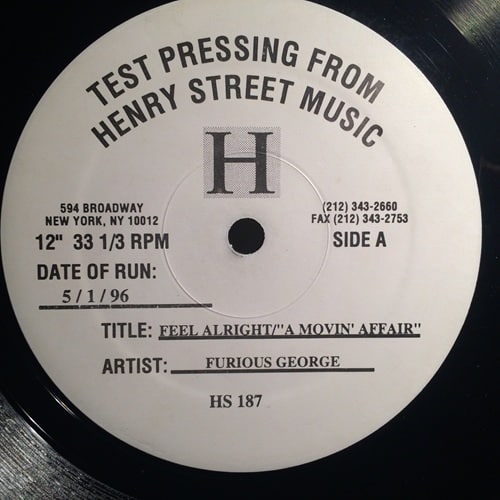 TEST PRESSING FROM
HENRY STREET MUSIC
H
594 BROADWAY
NEW YORK, NY 10012
(212) 343-2660
FAX (212) 343-2753
12" 33 1/3 RPM
SIDE A
DATE OF RUN:
5 / 1 / 96
TITLE: FEEL ALRIGHT/"A MOVIN' AFFAIR"
ARTIST: FURIOUS GEORGE
HS 187